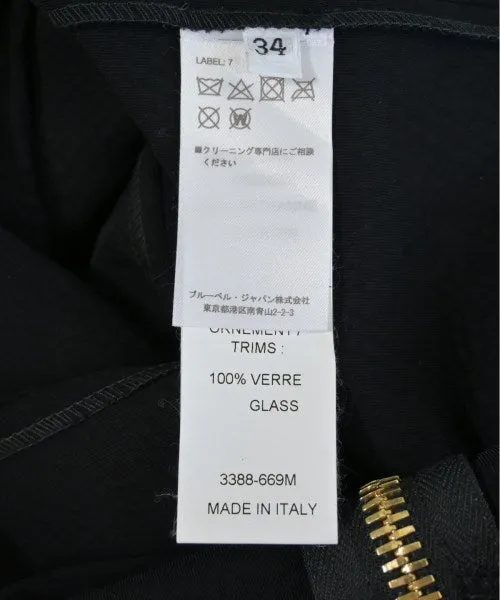 34
LABEL: 7
W
■クリーニング専門店にご相談
ください
ブルーベル・ジャパン株式会社
東京都港区南青山2-2-3
ORNEMENT /
TRIMS :
100% VERRE
GLASS
3388-669M
MADE IN ITALY